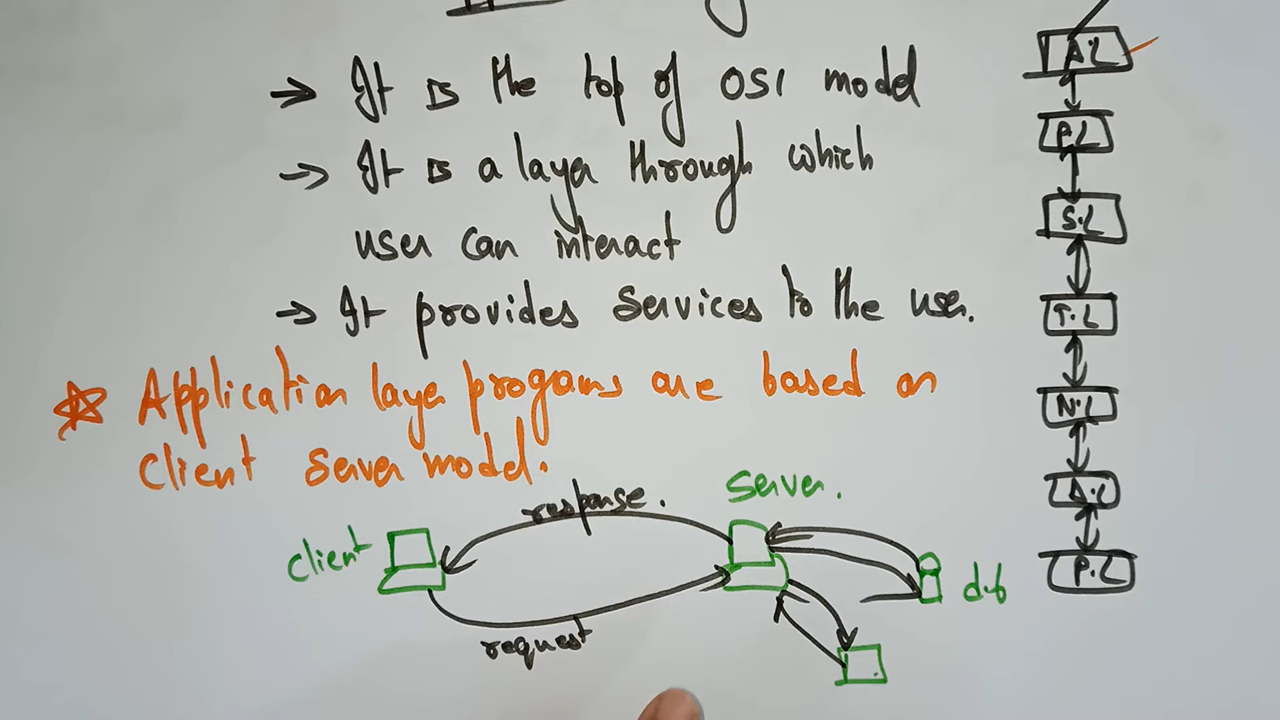 → It is the top of OSI model
→ It is a layer through which
user can interact
→ It provides services to the user.
☆ Application layer progams are based on
client server model.
response.
server.
client
d.b
request
A.L
P.L
S.L
T.L
N.L
D.L
P.L